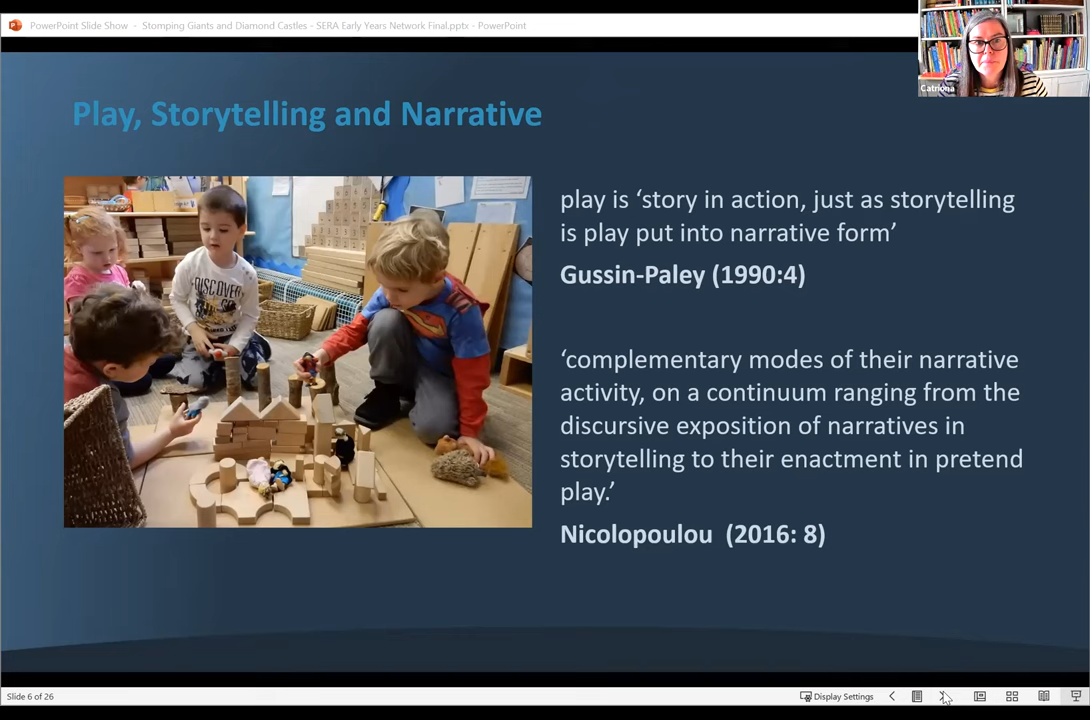 PowerPoint Slide Show - Stomping Giants and Diamond Castles - SERA Early Years Network Final.pptx - PowerPoint
Catriona
Play, Storytelling and Narrative
DISCOVER
play is ‘story in action, just as storytelling
is play put into narrative form’
Gussin-Paley (1990:4)
‘complementary modes of their narrative
activity, on a continuum ranging from the
discursive exposition of narratives in
storytelling to their enactment in pretend
play.’
Nicolopoulou (2016: 8)
Slide 6 of 26
Display Settings